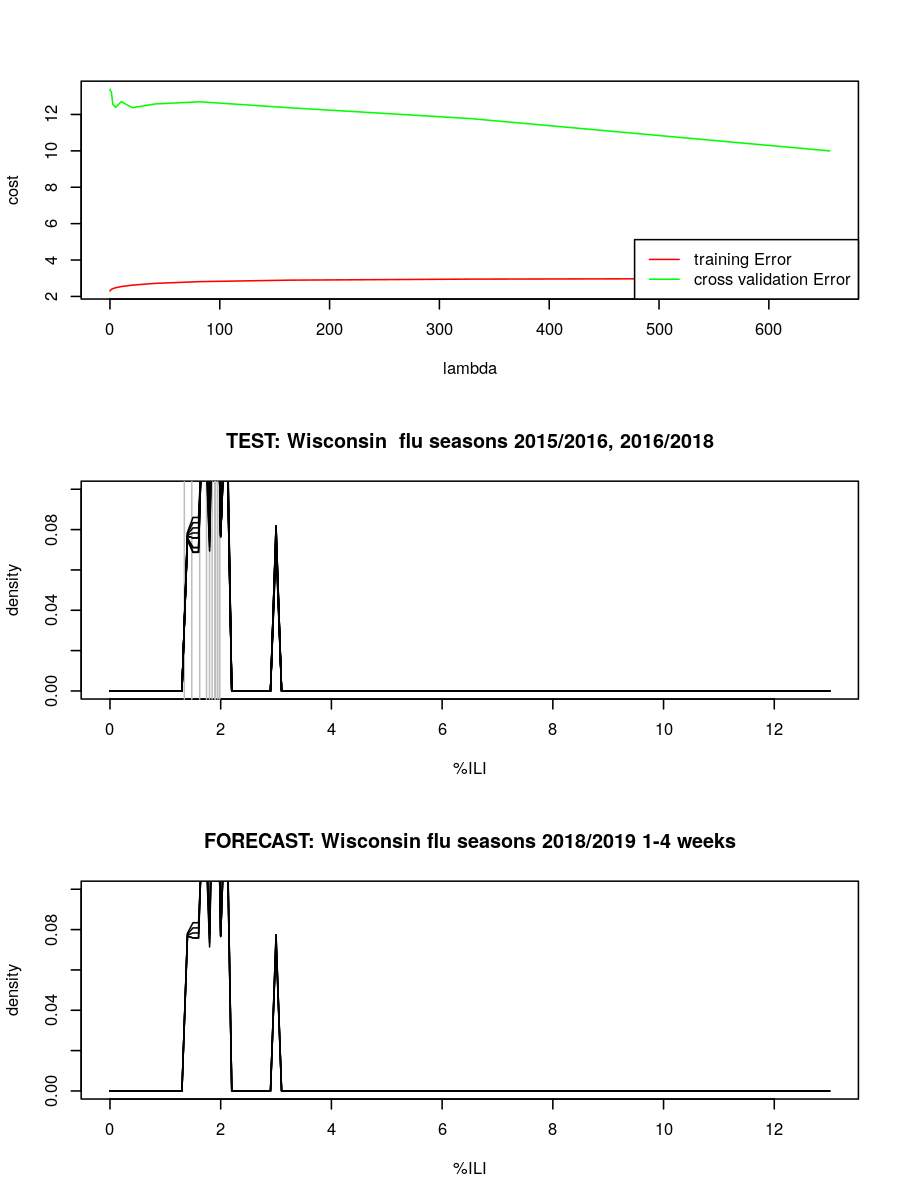 cost
2 4 6 8 10 12
training Error
cross validation Error
0 100 200 300 400 500 600
lambda
TEST: Wisconsin  flu seasons 2015/2016, 2016/2018
density
0.00 0.04 0.08
0 2 4 6 8 10 12
%ILI
FORECAST: Wisconsin flu seasons 2018/2019 1-4 weeks
density
0.00 0.04 0.08
0 2 4 6 8 10 12
%ILI